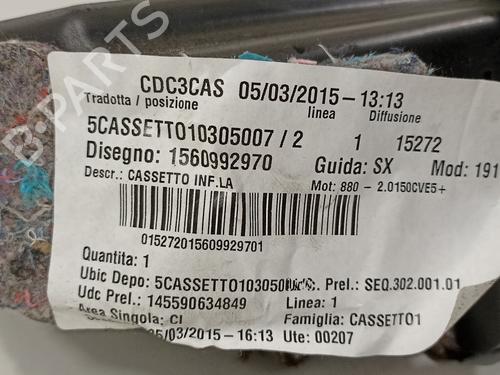 CDC3CAS 05/03/2015-13:13
Tradotta / posizione linea Diffusione
5CASSETTO10305007 / 2 1 15272
Disegno: 1560992970 Guida: SX Mod: 191
Descr.: CASSETTO INF.LA Mot: 880 - 2.0150CVE5+
015272015609929701
Quantita: 1
Ubic Depo: 5CASSETTO10305 Prel.: SEQ.302.001.01
Udc Prel.: 145590634849 Linea: 1
Area Singola: CI Famiglia: CASSETTO1
05/03/2015-16:13 Ute: 00207